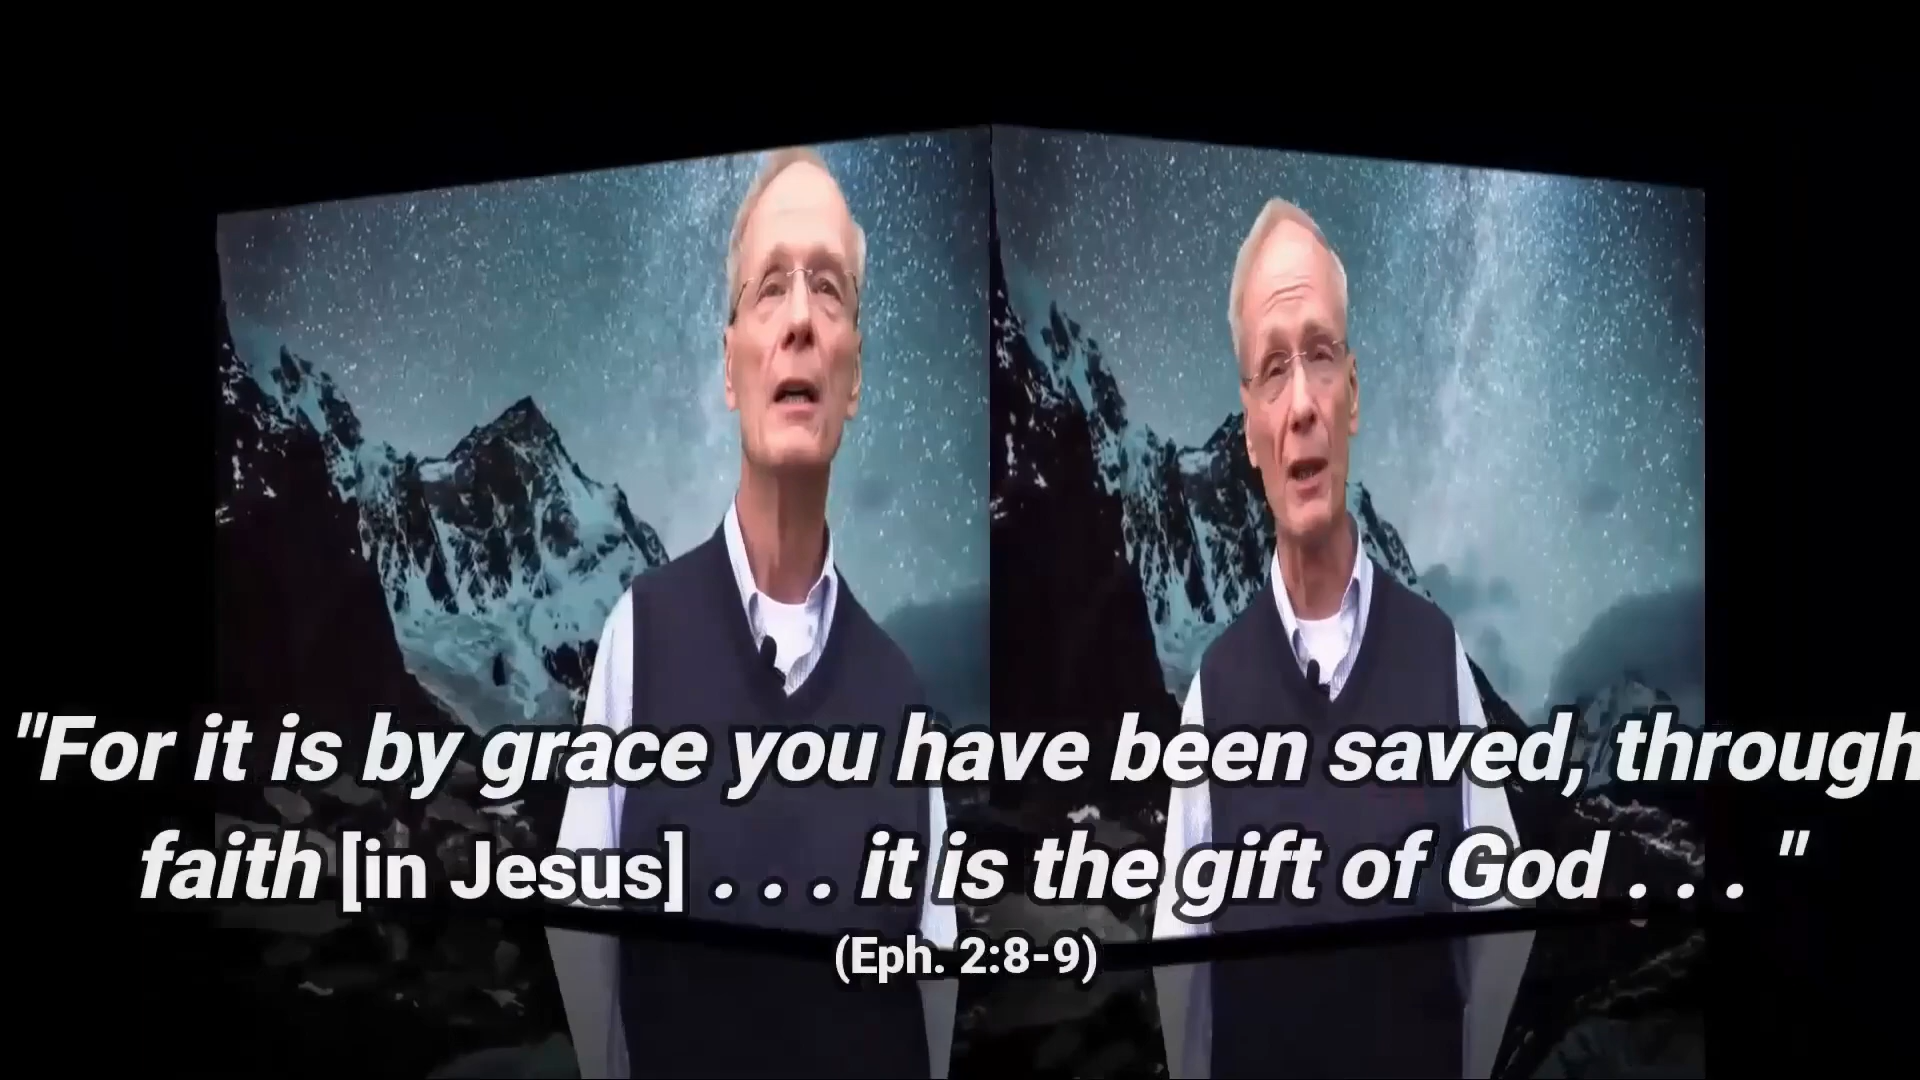 "For it is by grace you have been saved, through
faith [in Jesus] . . . it is the gift of God . . . "
(Eph. 2:8-9)